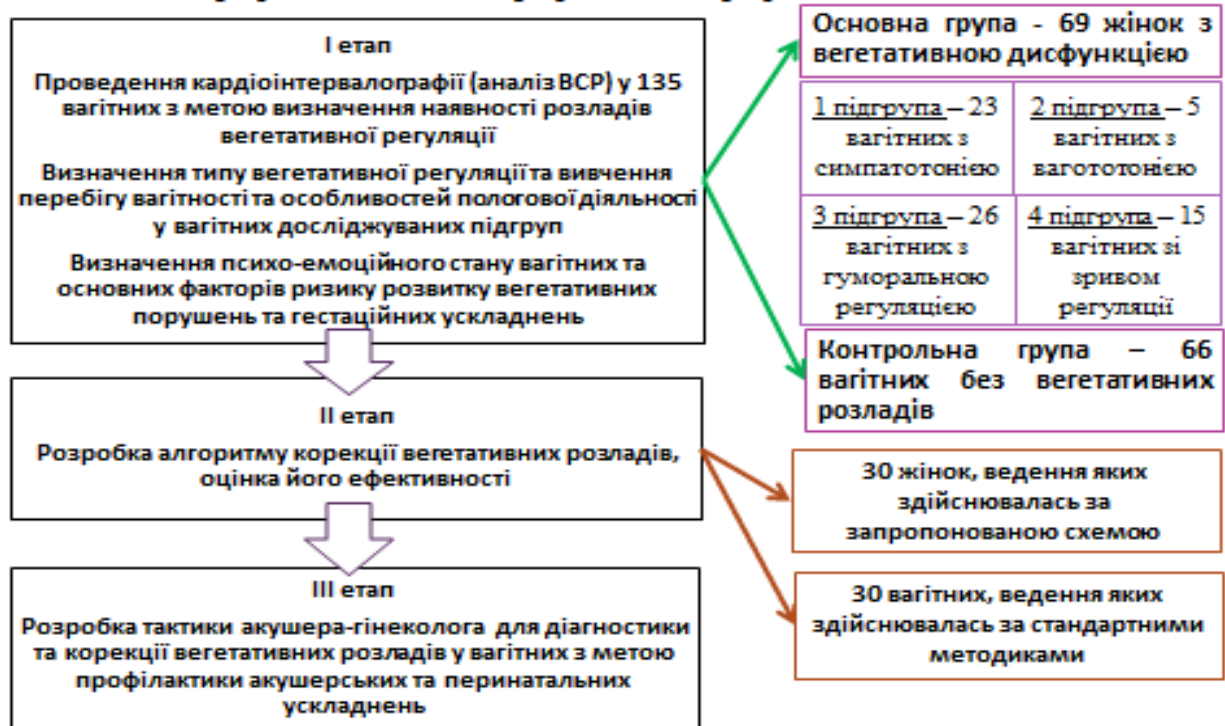 І етап
Проведення кардіоінтервалографії (аналіз ВСР) у 135
вагітних з метою визначення наявності розладів
вегетативної регуляції
Визначення типу вегетативної регуляції та вивчення
перебігу вагітності та особливостей пологової діяльності
у вагітних досліджуваних підгруп
Визначення психо-емоційного стану вагітних та
основних факторів ризику розвитку вегетативних
порушень та гестаційних ускладнень
Основна група - 69 жінок з
вегетативною дисфункцією
1 підгрупа – 23
вагітних з
симпатотонією
2 підгрупа – 5
вагітних з
вагототонією
3 підгрупа – 26
вагітних з
гуморальною
регуляцією
4 підгрупа – 15
вагітних зі
зривом
регуляції
Контрольна група – 66
вагітних без вегетативних
розладів
ІІ етап
Розробка алгоритму корекції вегетативних розладів,
оцінка його ефективності
30 жінок, ведення яких
здійснювалась за
запропонованою схемою
30 вагітних, ведення яких
здійснювалась за стандартними
методиками
ІІІ етап
Розробка тактики акушера-гінеколога для діагностики
та корекції вегетативних розладів у вагітних з метою
профілактики акушерських та перинатальних
ускладнень